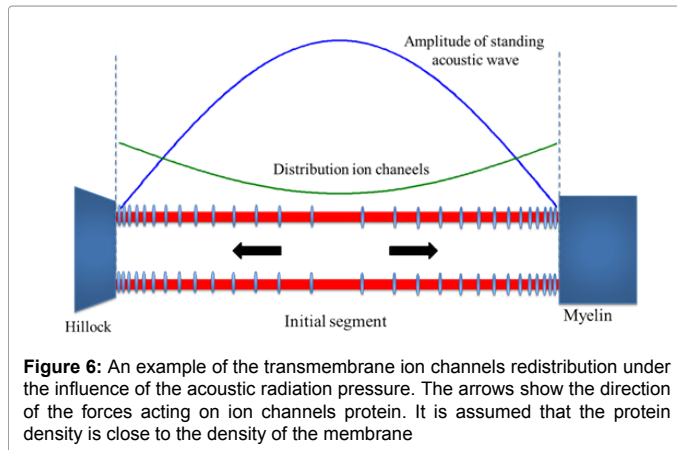 Amplitude of standing
acoustic wave
Distribution ion chaneels
Hillock
Initial segment
Myelin
Figure 6: An example of the transmembrane ion channels redistribution under
the influence of the acoustic radiation pressure. The arrows show the direction
of the forces acting on ion channels protein. It is assumed that the protein
density is close to the density of the membrane